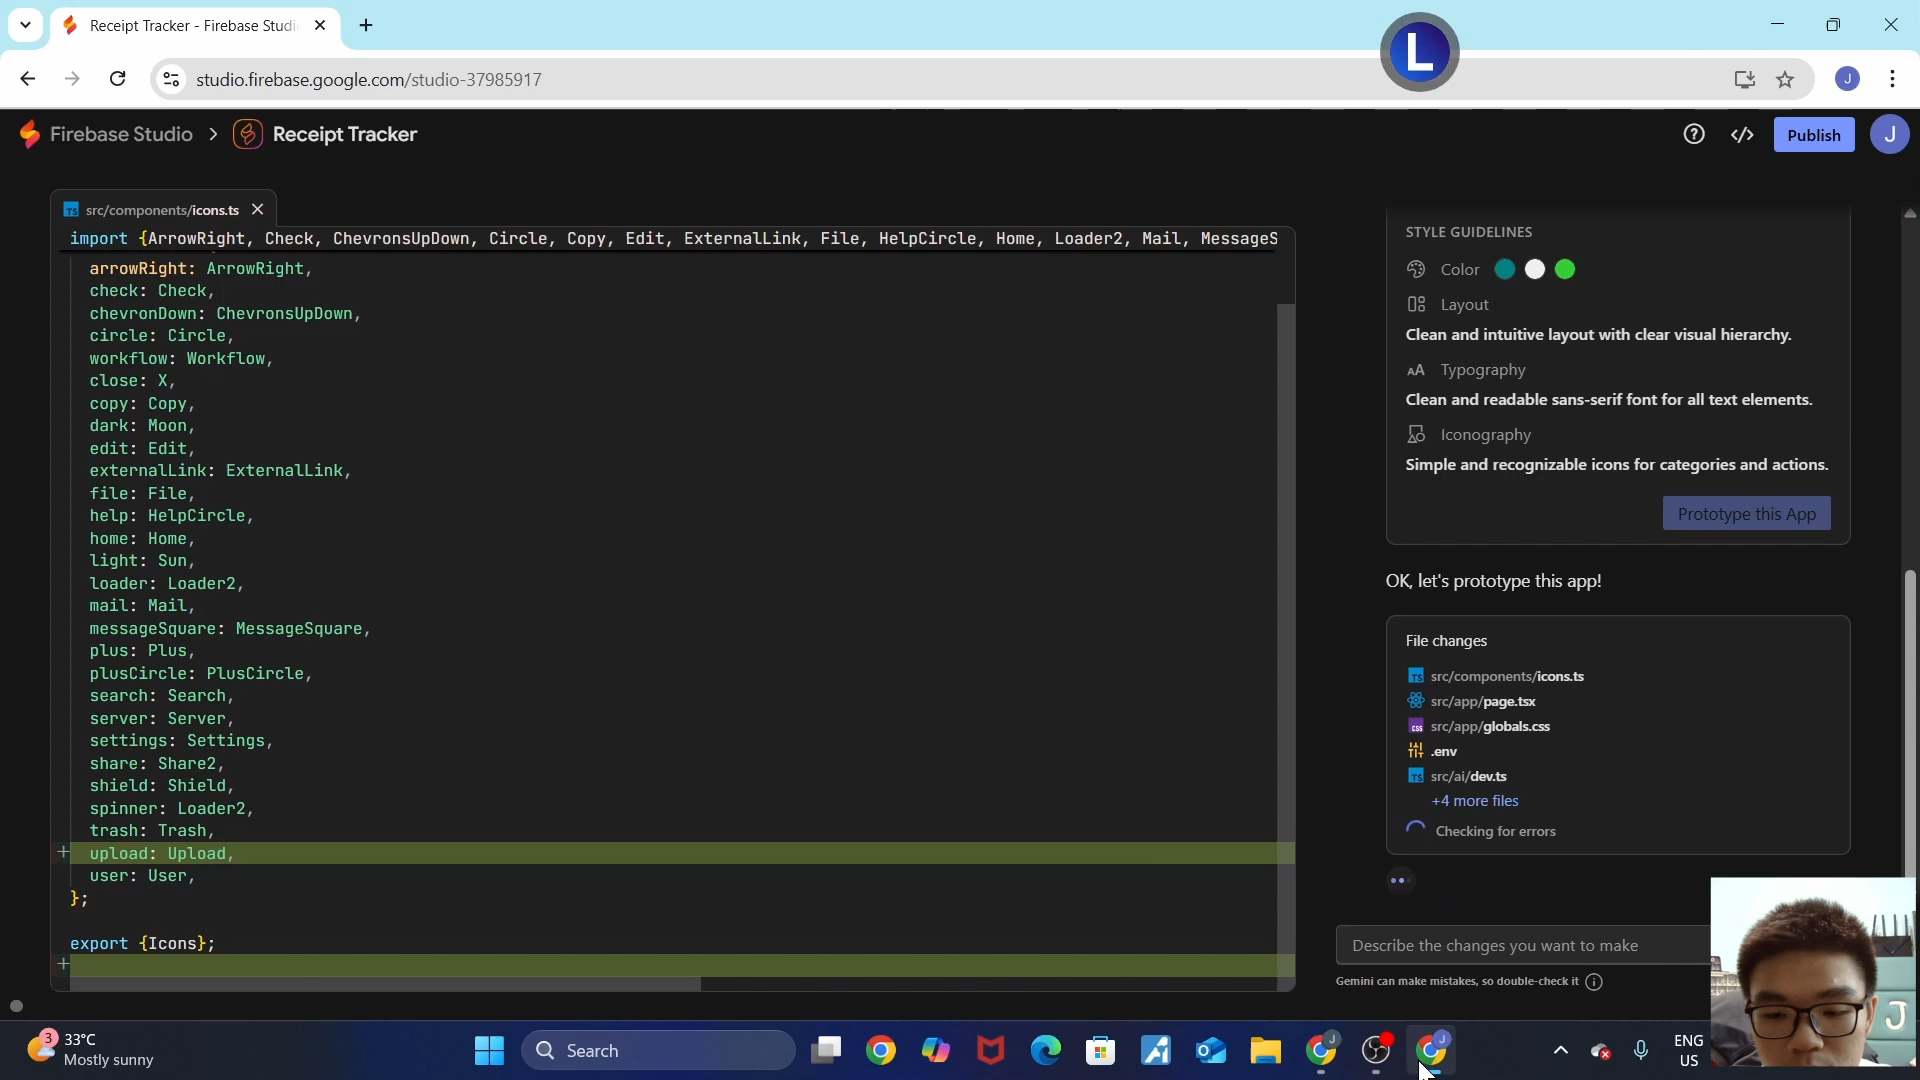 Receipt Tracker - Firebase Studi
L
studio.firebase.google.com/studio-37985917
J
Firebase Studio
Receipt Tracker
</>
Publish
J
TS src/components/icons.ts
import {ArrowRight, Check, ChevronsUpDown, Circle, Copy, Edit, ExternalLink, File, HelpCircle, Home, Loader2, Mail, MessageS
arrowRight: ArrowRight,
check: Check,
chevronDown: ChevronsUpDown,
circle: Circle,
workflow: Workflow,
close: X,
copy: Copy,
dark: Moon,
edit: Edit,
externalLink: ExternalLink,
file: File,
help: HelpCircle,
home: Home,
light: Sun,
loader: Loader2,
mail: Mail,
messageSquare: MessageSquare,
plus: Plus,
plusCircle: PlusCircle,
search: Search,
server: Server,
settings: Settings,
share: Share2,
shield: Shield,
spinner: Loader2,
trash: Trash,
+ upload: Upload,
user: User,
};
export {Icons};
+
STYLE GUIDELINES
Color
Layout
Clean and intuitive layout with clear visual hierarchy.
AA Typography
Clean and readable sans-serif font for all text elements.
Iconography
Simple and recognizable icons for categories and actions.
Prototype this App
OK, let's prototype this app!
File changes
TS src/components/icons.ts
src/app/page.tsx
css src/app/globals.css
.env
TS src/ai/dev.ts
+4 more files
Checking for errors
Describe the changes you want to make
Gemini can make mistakes, so double-check it
J
3
33°C
Mostly sunny
Search
J
J
ENG
US